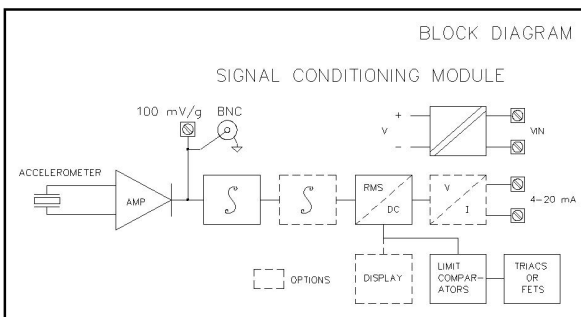 BLOCK DIAGRAM
SIGNAL CONDITIONING MODULE
100 mV/g
BNC
+
V
-
VIN
ACCELEROMETER
AMP
∫
∫
RMS
DC
V
I
4-20 mA
OPTIONS
DISPLAY
LIMIT
COMPAR-
ATORS
TRIACS
OR
FETS